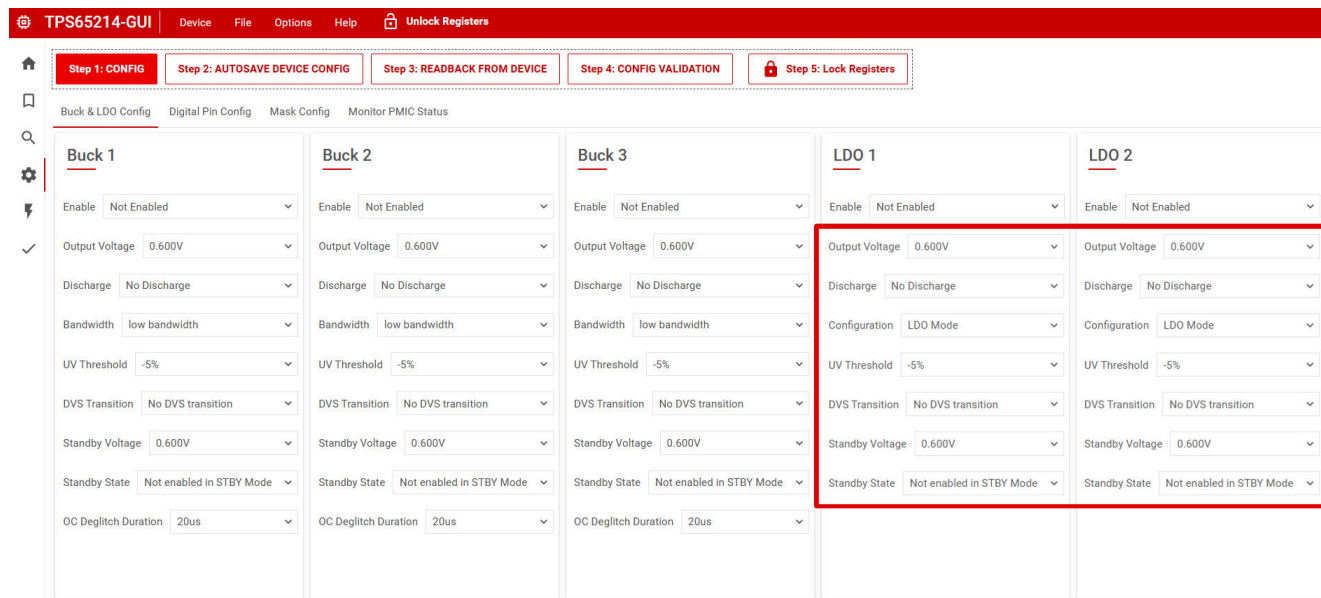 TPS65214-GUI Device File Options Help Unlock Registers
Step 1: CONFIG Step 2: AUTOSAVE DEVICE CONFIG Step 3: READBACK FROM DEVICE Step 4: CONFIG VALIDATION Step 5: Lock Registers
Buck & LDO Config Digital Pin Config Mask Config Monitor PMIC Status
Buck 1
Enable Not Enabled
Output Voltage 0.600V
Discharge No Discharge
Bandwidth low bandwidth
UV Threshold -5%
DVS Transition No DVS transition
Standby Voltage 0.600V
Standby State Not enabled in STBY Mode
OC Deglitch Duration 20us
Buck 2
Enable Not Enabled
Output Voltage 0.600V
Discharge No Discharge
Bandwidth low bandwidth
UV Threshold -5%
DVS Transition No DVS transition
Standby Voltage 0.600V
Standby State Not enabled in STBY Mode
OC Deglitch Duration 20us
Buck 3
Enable Not Enabled
Output Voltage 0.600V
Discharge No Discharge
Bandwidth low bandwidth
UV Threshold -5%
DVS Transition No DVS transition
Standby Voltage 0.600V
Standby State Not enabled in STBY Mode
OC Deglitch Duration 20us
LDO 1
Enable Not Enabled
Output Voltage 0.600V
Discharge No Discharge
Configuration LDO Mode
UV Threshold -5%
DVS Transition No DVS transition
Standby Voltage 0.600V
Standby State Not enabled in STBY Mode
LDO 2
Enable Not Enabled
Output Voltage 0.600V
Discharge No Discharge
Configuration LDO Mode
UV Threshold -5%
DVS Transition No DVS transition
Standby Voltage 0.600V
Standby State Not enabled in STBY Mode